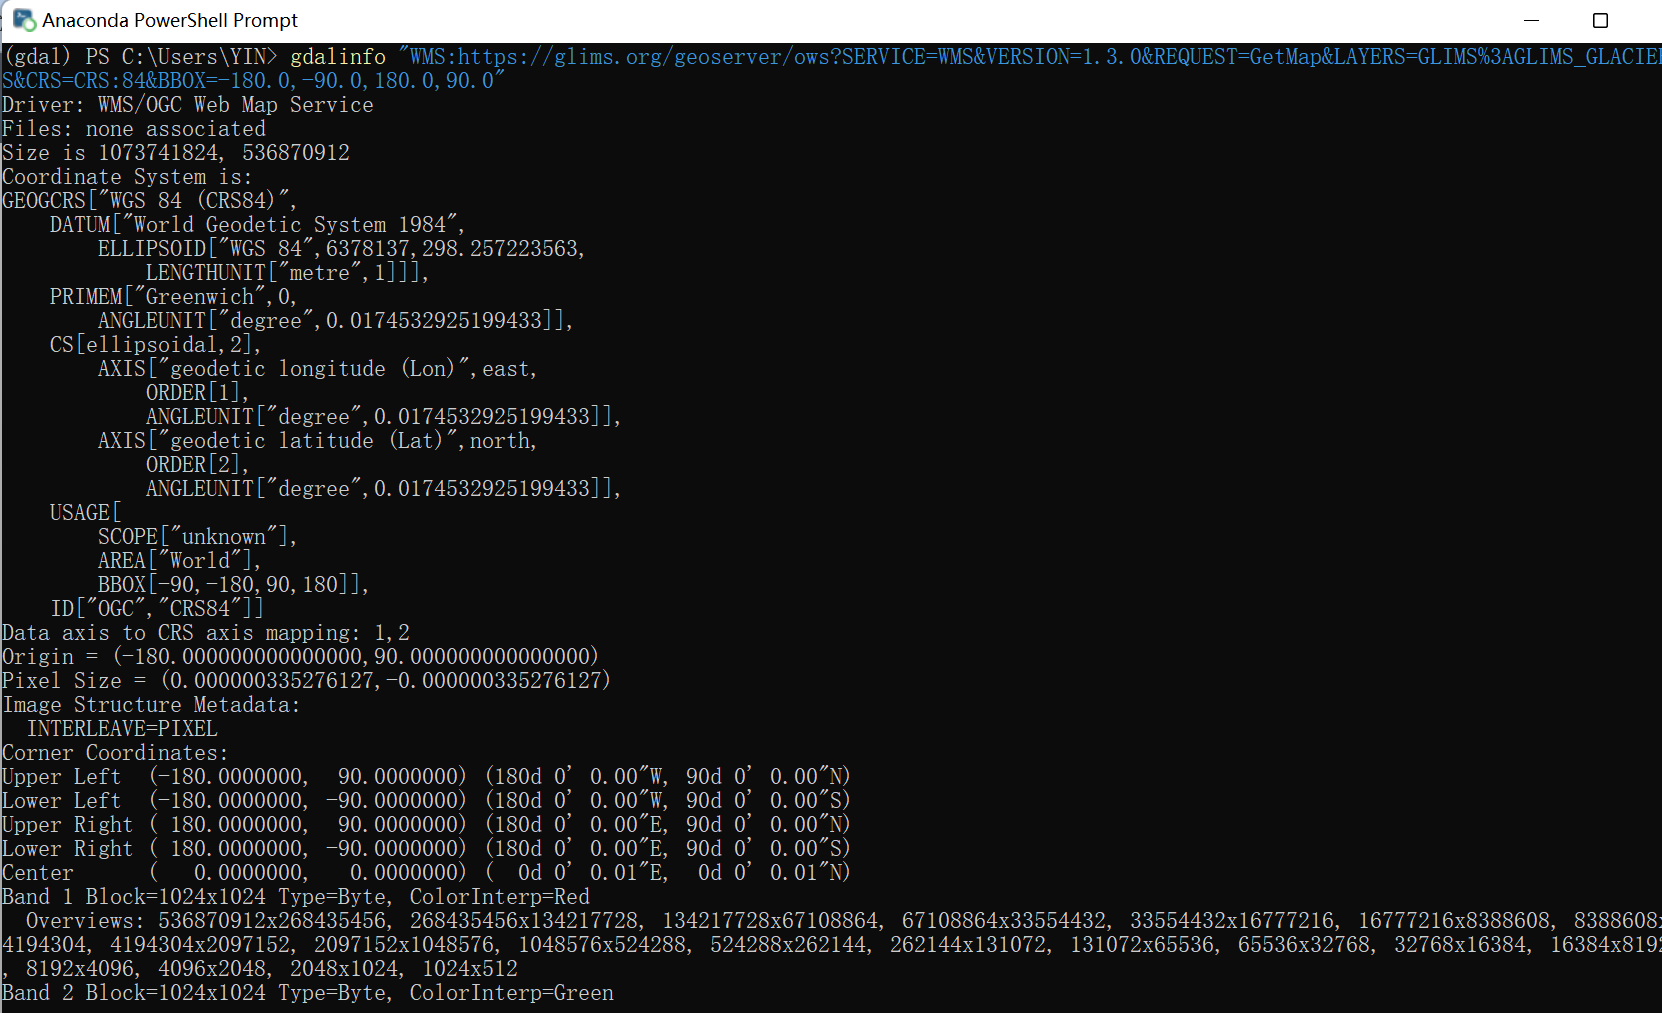 Anaconda PowerShell Prompt
(gdal) PS C:\Users\YIN> gdalinfo "WMS:https://glims.org/geoserver/ows?SERVICE=WMS&VERSION=1.3.0&REQUEST=GetMap&LAYERS=GLIMS%3AGLIMS_GLACIE
S&CRS=CRS:84&BBOX=-180.0,-90.0,180.0,90.0"
Driver: WMS/OGC Web Map Service
Files: none associated
Size is 1073741824, 536870912
Coordinate System is:
GEOGCRS["WGS 84 (CRS84)",
    DATUM["World Geodetic System 1984",
        ELLIPSOID["WGS 84",6378137,298.257223563,
            LENGTHUNIT["metre",1]]],
    PRIMEM["Greenwich",0,
        ANGLEUNIT["degree",0.0174532925199433]],
    CS[ellipsoidal,2],
        AXIS["geodetic longitude (Lon)",east,
            ORDER[1],
            ANGLEUNIT["degree",0.0174532925199433]],
        AXIS["geodetic latitude (Lat)",north,
            ORDER[2],
            ANGLEUNIT["degree",0.0174532925199433]],
    USAGE[
        SCOPE["unknown"],
        AREA["World"],
        BBOX[-90,-180,90,180]],
    ID["OGC","CRS84"]]
Data axis to CRS axis mapping: 1,2
Origin = (-180.000000000000000,90.000000000000000)
Pixel Size = (0.000000335276127,-0.000000335276127)
Image Structure Metadata:
  INTERLEAVE=PIXEL
Corner Coordinates:
Upper Left  (-180.0000000,  90.0000000) (180d 0' 0.00"W, 90d 0' 0.00"N)
Lower Left  (-180.0000000, -90.0000000) (180d 0' 0.00"W, 90d 0' 0.00"S)
Upper Right ( 180.0000000,  90.0000000) (180d 0' 0.00"E, 90d 0' 0.00"N)
Lower Right ( 180.0000000, -90.0000000) (180d 0' 0.00"E, 90d 0' 0.00"S)
Center      (   0.0000000,   0.0000000) (  0d 0' 0.01"E,  0d 0' 0.01"N)
Band 1 Block=1024x1024 Type=Byte, ColorInterp=Red
  Overviews: 536870912x268435456, 268435456x134217728, 134217728x67108864, 67108864x33554432, 33554432x16777216, 16777216x8388608, 8388608x
4194304, 4194304x2097152, 2097152x1048576, 1048576x524288, 524288x262144, 262144x131072, 131072x65536, 65536x32768, 32768x16384, 16384x8192
, 8192x4096, 4096x2048, 2048x1024, 1024x512
Band 2 Block=1024x1024 Type=Byte, ColorInterp=Green